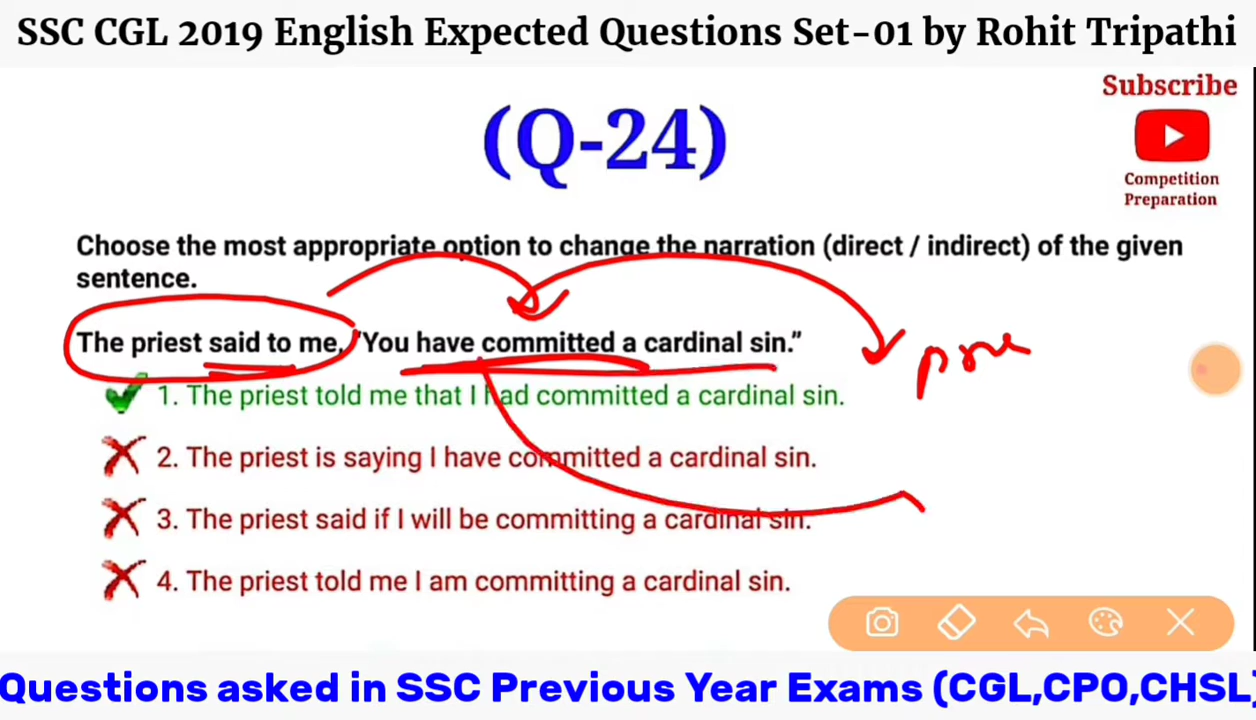 SSC CGL 2019 English Expected Questions Set-01 by Rohit Tripathi
Subscribe
(Q-24)
Competition
Preparation
Choose the most appropriate option to change the narration (direct / indirect) of the given
sentence.
The priest said to me, "You have committed a cardinal sin."
pre
1. The priest told me that I had committed a cardinal sin.
2. The priest is saying I have committed a cardinal sin.
3. The priest said if I will be committing a cardinal sin.
4. The priest told me I am committing a cardinal sin.
Questions asked in SSC Previous Year Exams (CGL,CPO,CHSL)